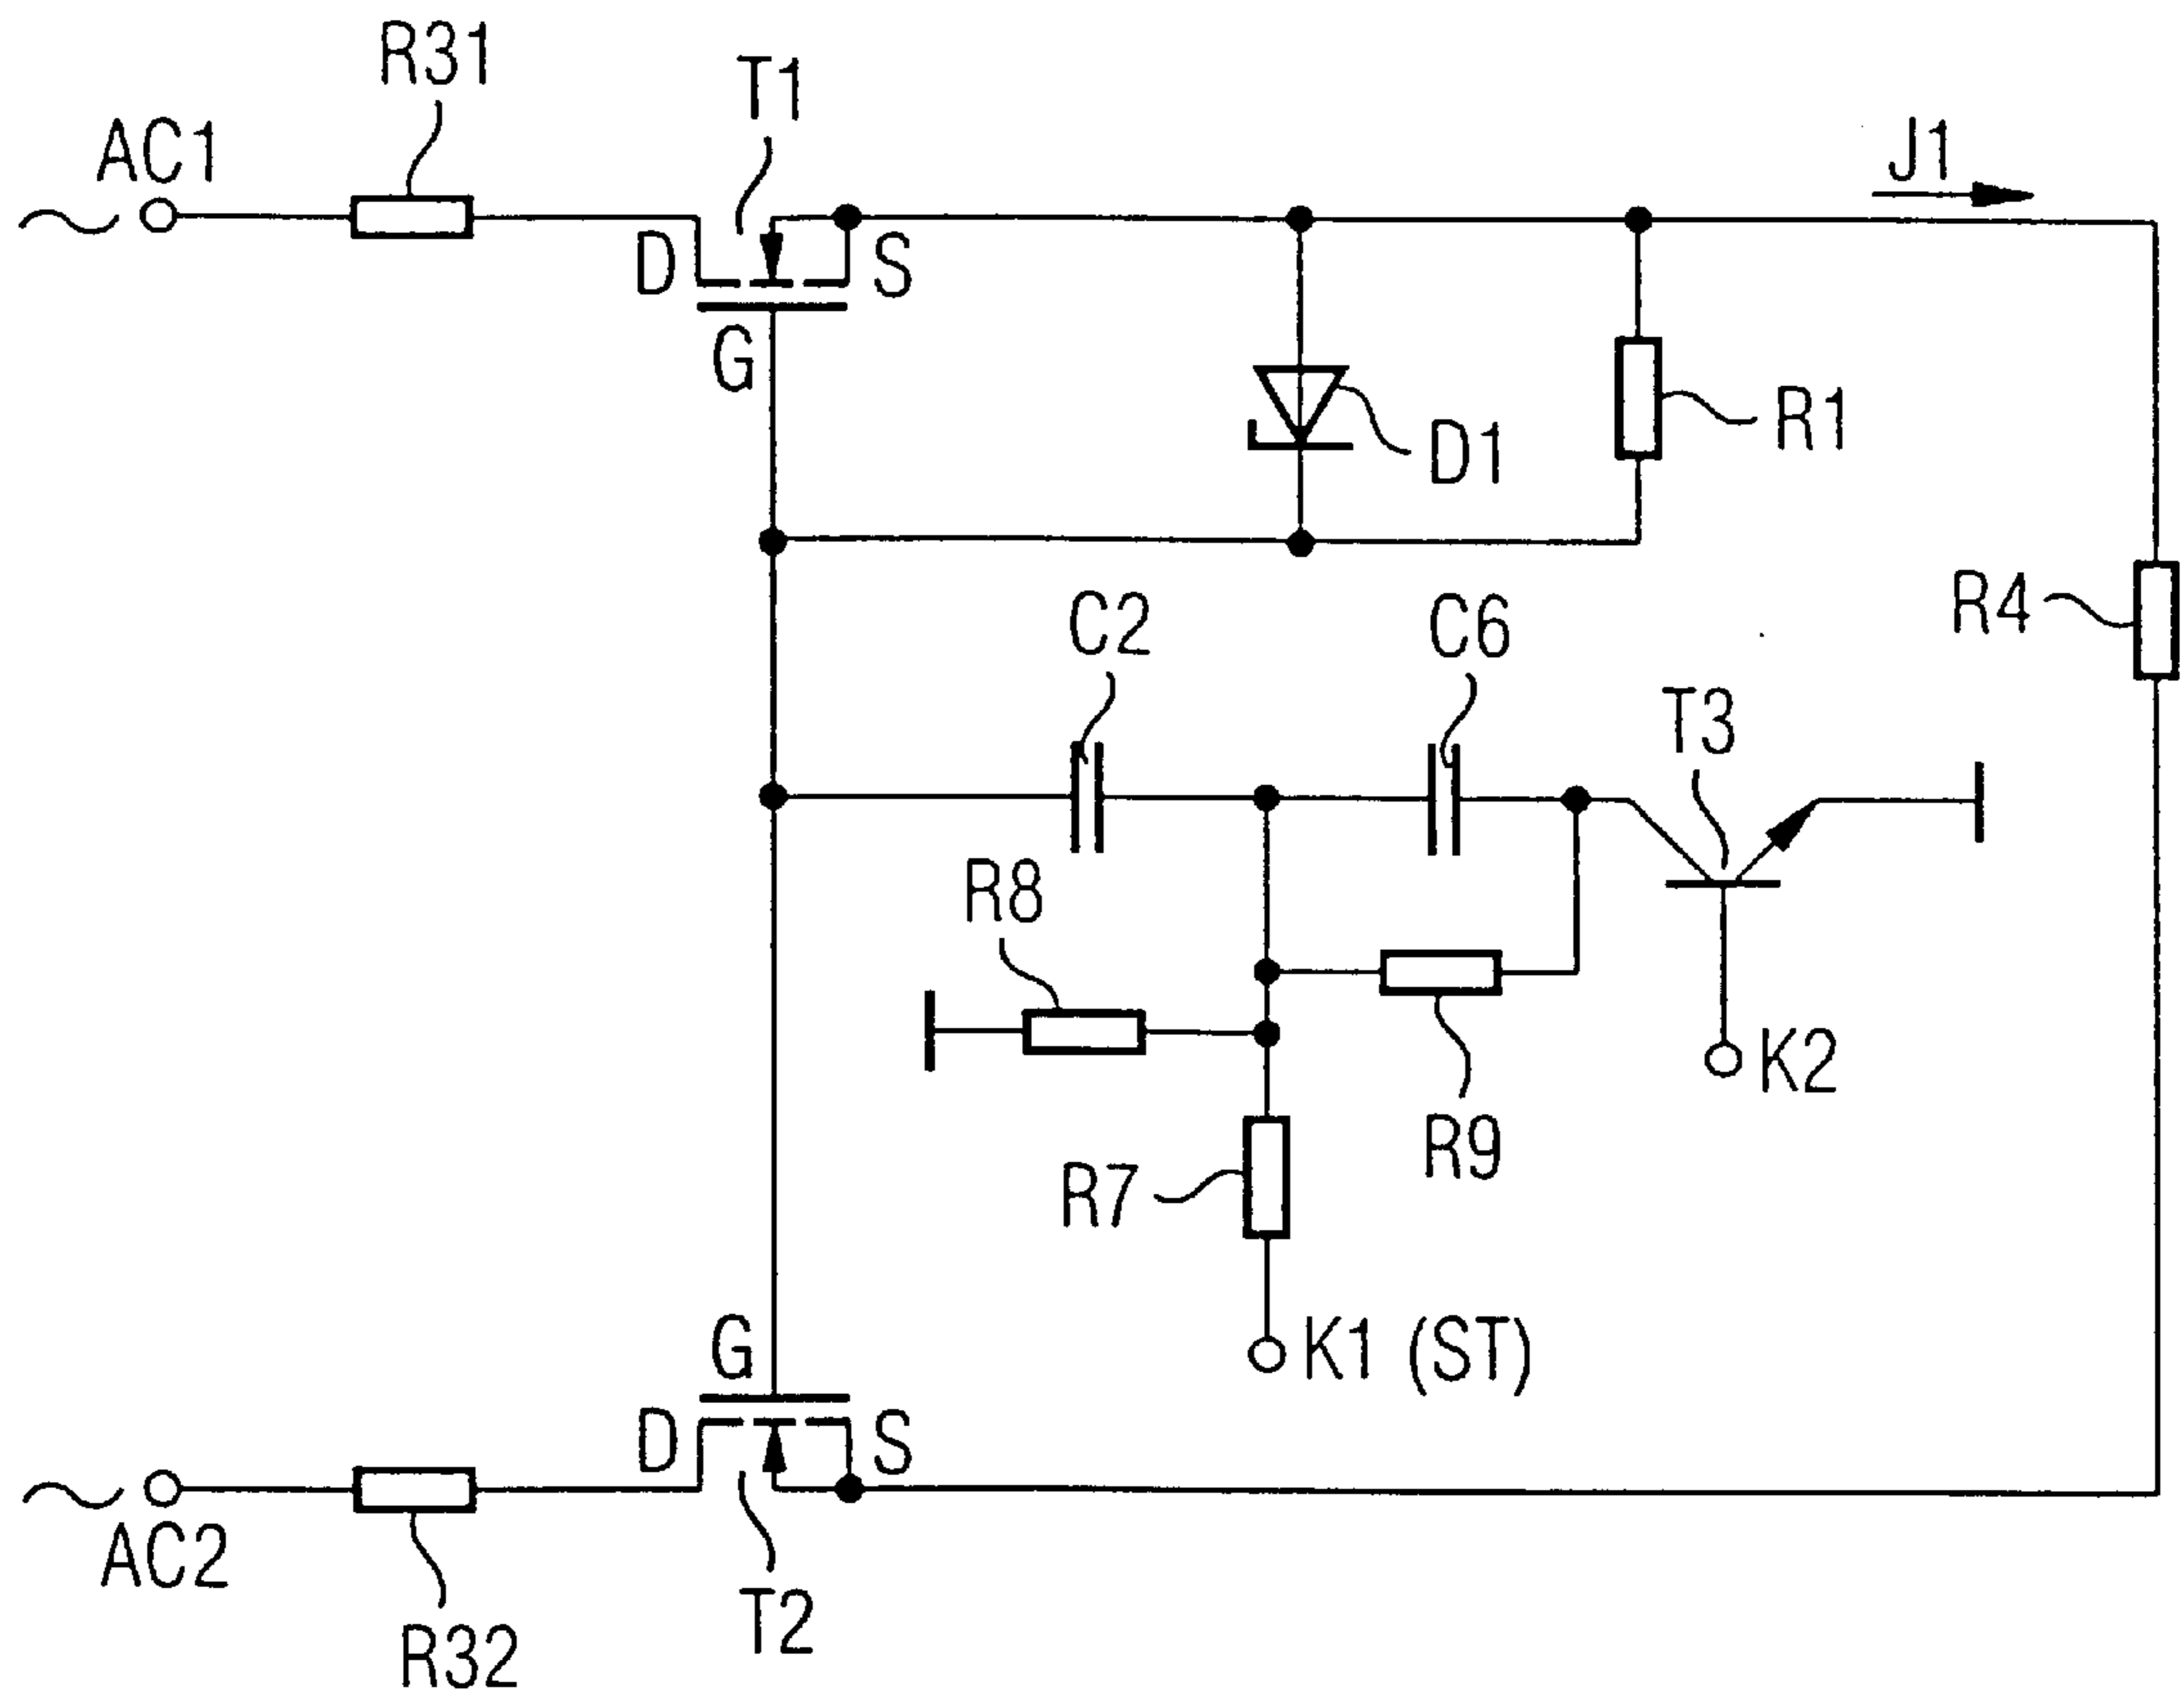 R31
T1
AC1
J1
D
S
G
D1
R1
C2
C6
R4
T3
R8
K2
R9
R7
K1 (ST)
G
D
S
AC2
T2
R32